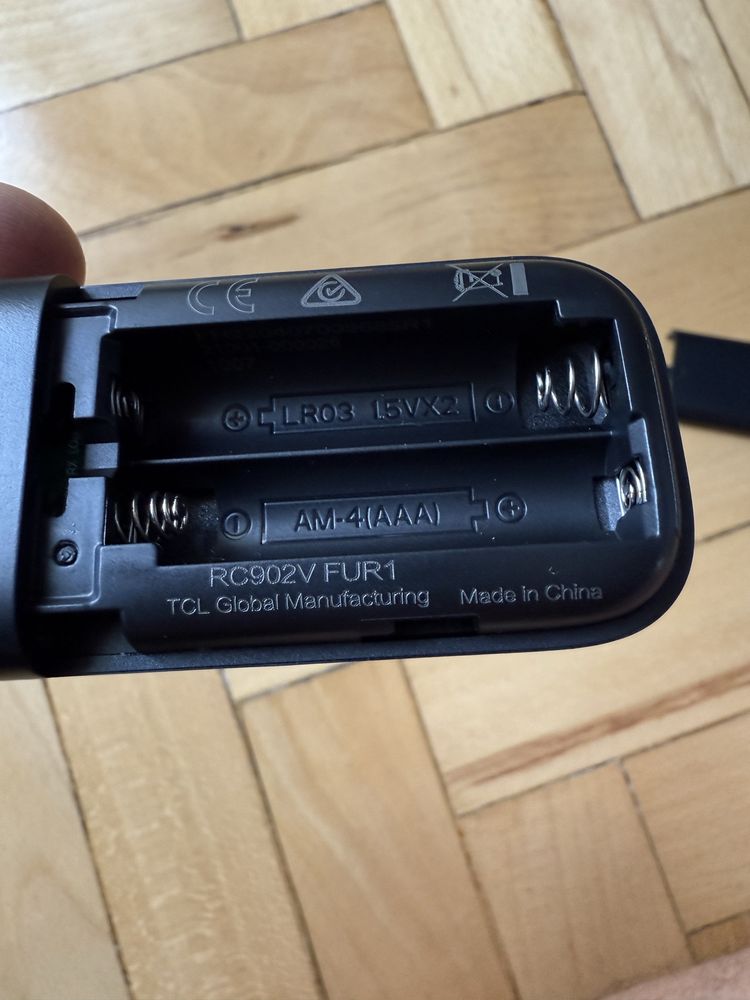 CE
LR03 1.5VX2
AM-4(AAA)
RC902V FUR1
TCL Global Manufacturing Made in China